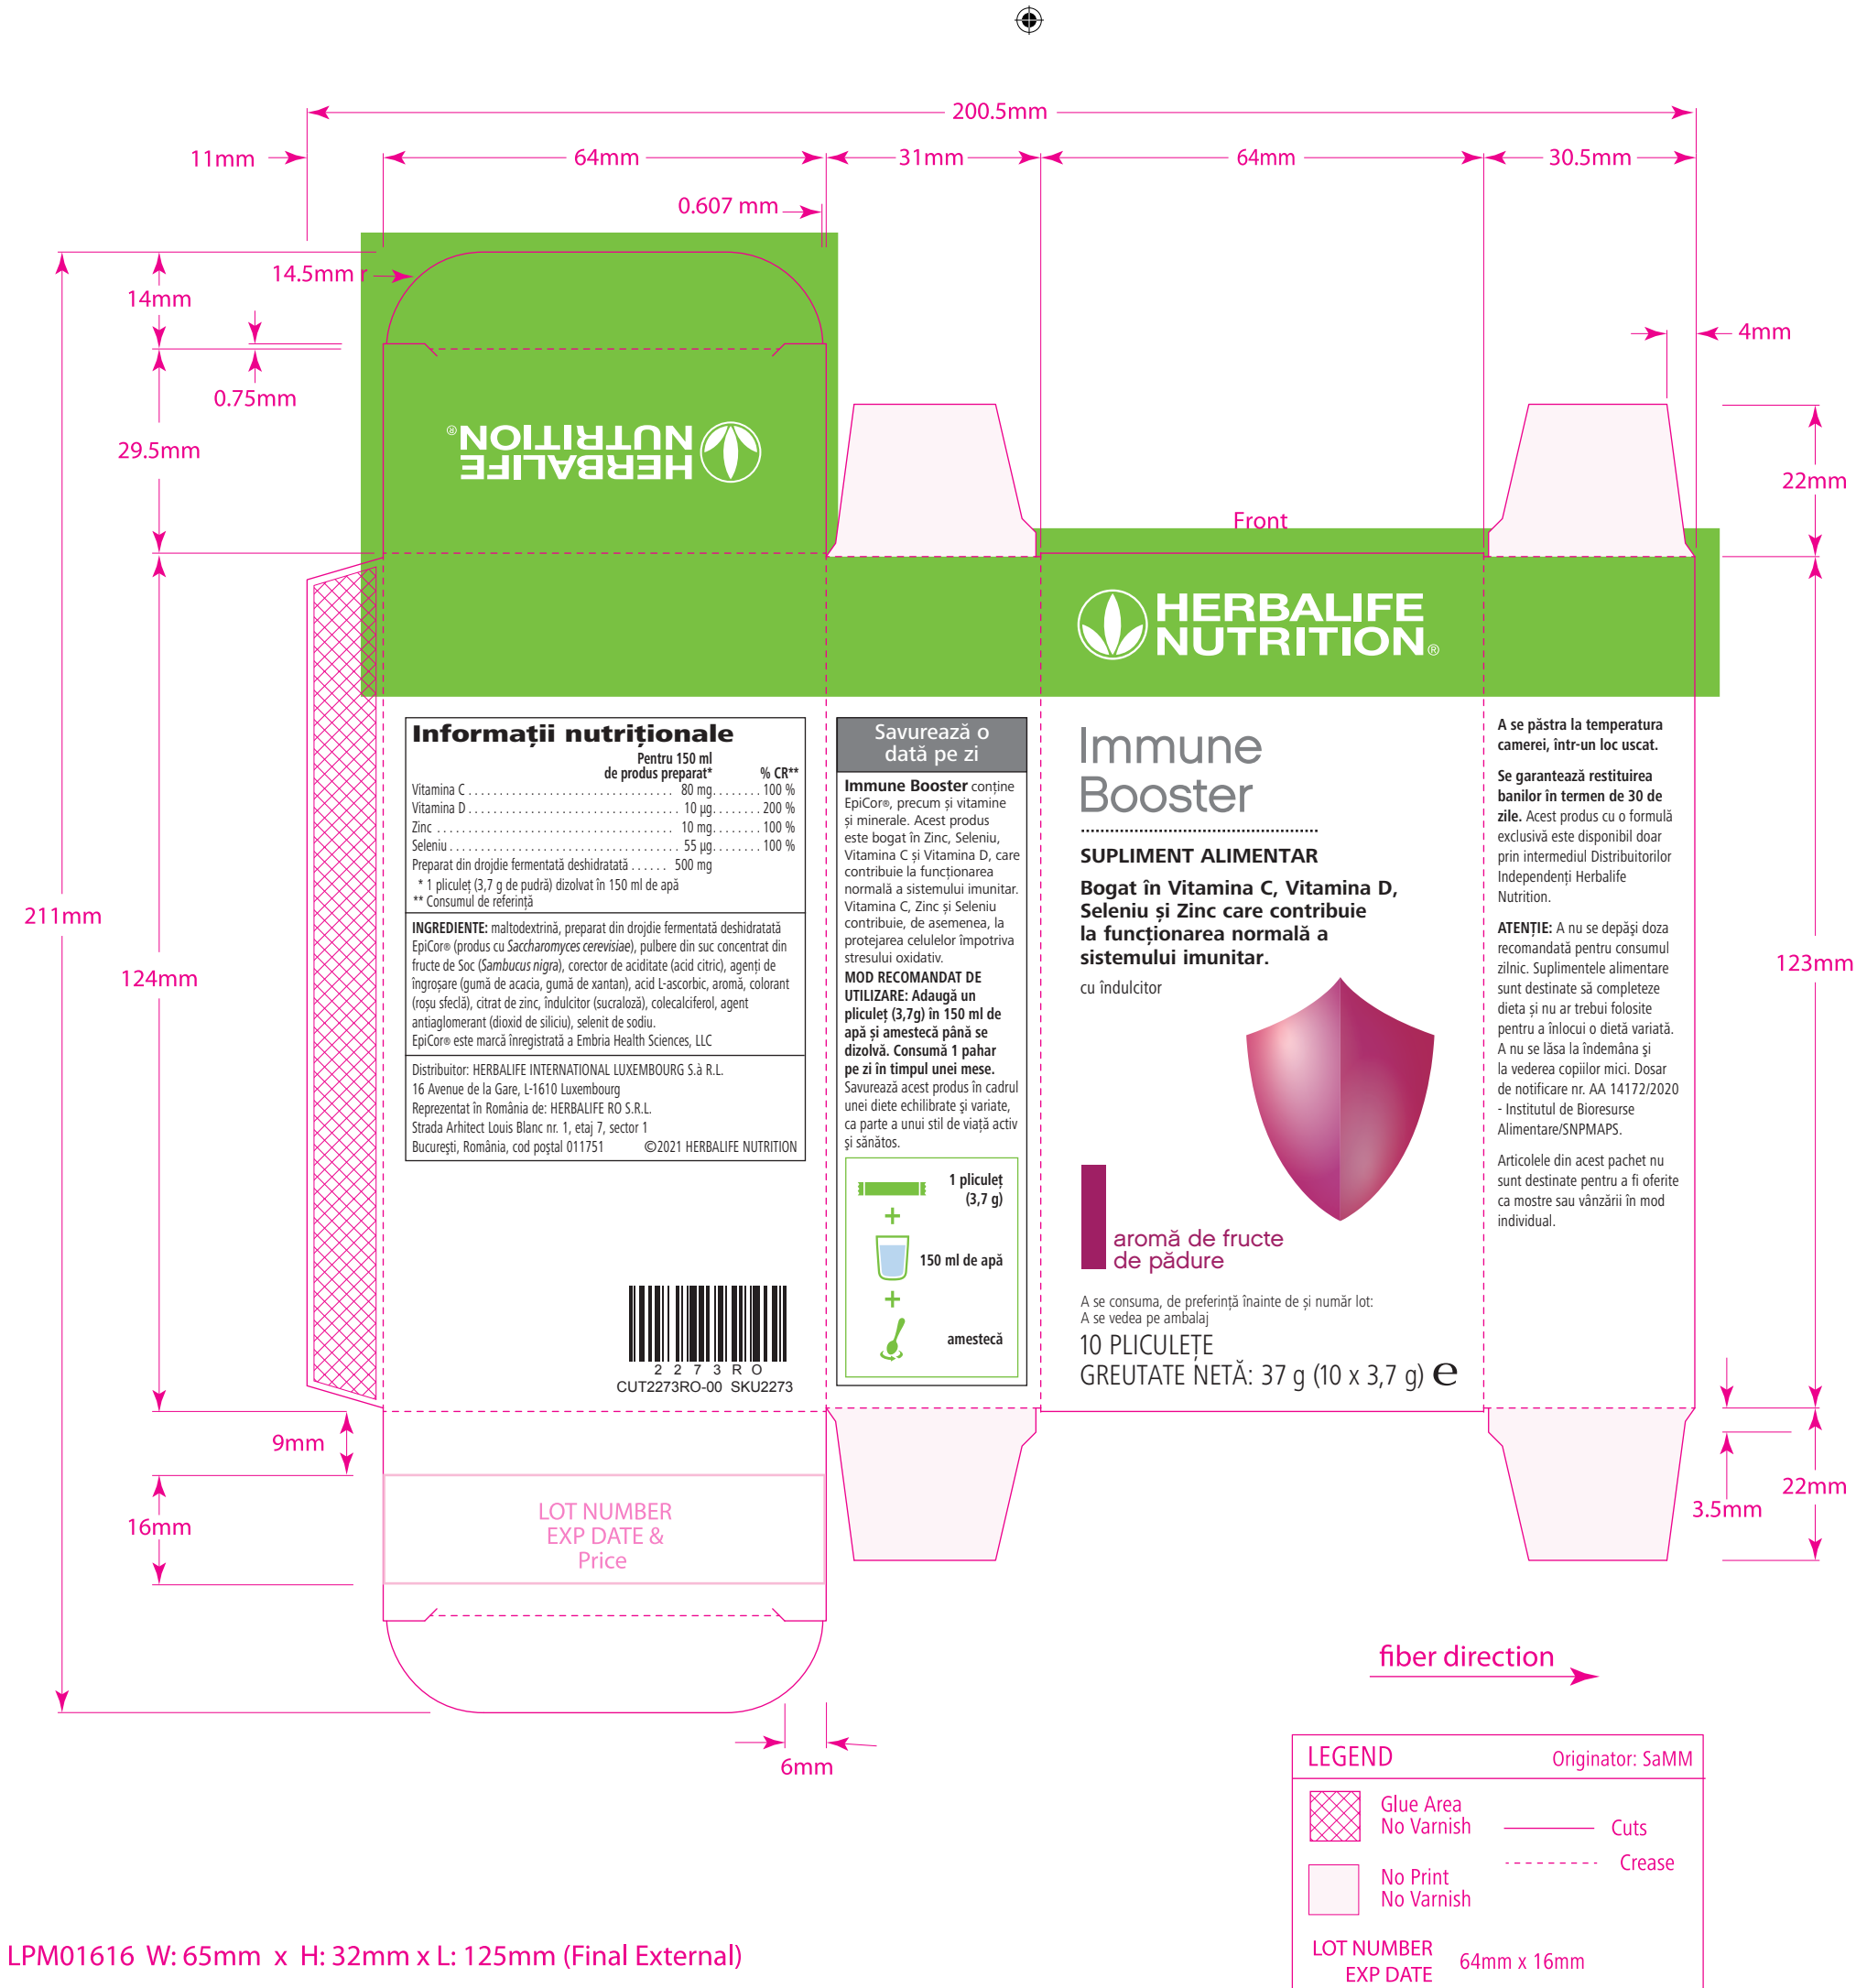 200.5mm
11mm
64mm
31mm
64mm
30.5mm
0.607 mm
14.5mm r
14mm
0.75mm
29.5mm
4mm
22mm
211mm
124mm
123mm
9mm
16mm
3.5mm
22mm
6mm
HERBALIFE
NUTRITION®
Front
HERBALIFE
NUTRITION®
Informații nutriționale
Pentru 150 ml
de produs preparat* % CR**
Vitamina C 80 mg 100 %
Vitamina D 10 µg 200 %
Zinc 10 mg 100 %
Seleniu 55 µg 100 %
Preparat din drojdie fermentată deshidratată 500 mg
* 1 pliculeț (3,7 g de pudră) dizolvat în 150 ml de apă
** Consumul de referință
INGREDIENTE: maltodextrină, preparat din drojdie fermentată deshidratată
EpiCor® (produs cu Saccharomyces cerevisiae), pulbere din suc concentrat din
fructe de Soc (Sambucus nigra), corector de aciditate (acid citric), agenți de
îngroșare (gumă de acacia, gumă de xantan), acid L-ascorbic, aromă, colorant
(roșu sfeclă), citrat de zinc, îndulcitor (sucraloză), colecalciferol, agent
antiaglomerant (dioxid de siliciu), selenit de sodiu.
EpiCor® este marcă înregistrată a Embria Health Sciences, LLC
Distribuitor: HERBALIFE INTERNATIONAL LUXEMBOURG S.à R.L.
16 Avenue de la Gare, L-1610 Luxembourg
Reprezentat în România de: HERBALIFE RO S.R.L.
Strada Arhitect Louis Blanc nr. 1, etaj 7, sector 1
Bucureşti, România, cod poştal 011751 ©2021 HERBALIFE NUTRITION
2273RO
CUT2273RO-00 SKU2273
LOT NUMBER
EXP DATE &
Price
Savurează o
dată pe zi
Immune Booster conține
EpiCor®, precum și vitamine
și minerale. Acest produs
este bogat în Zinc, Seleniu,
Vitamina C și Vitamina D, care
contribuie la funcționarea
normală a sistemului imunitar.
Vitamina C, Zinc și Seleniu
contribuie, de asemenea, la
protejarea celulelor împotriva
stresului oxidativ.
MOD RECOMANDAT DE
UTILIZARE: Adaugă un
pliculeț (3,7g) în 150 ml de
apă și amestecă până se
dizolvă. Consumă 1 pahar
pe zi în timpul unei mese.
Savurează acest produs în cadrul
unei diete echilibrate şi variate,
ca parte a unui stil de viață activ
şi sănătos.
1 pliculeț
(3,7 g)
+
150 ml de apă
+
amestecă
Immune
Booster
SUPLIMENT ALIMENTAR
Bogat în Vitamina C, Vitamina D,
Seleniu și Zinc care contribuie
la funcționarea normală a
sistemului imunitar.
cu îndulcitor
aromă de fructe
de pădure
A se consuma, de preferință înainte de și număr lot:
A se vedea pe ambalaj
10 PLICULEȚE
GREUTATE NETĂ: 37 g (10 x 3,7 g) ℮
A se păstra la temperatura
camerei, într-un loc uscat.
Se garantează restituirea
banilor în termen de 30 de
zile. Acest produs cu o formulă
exclusivă este disponibil doar
prin intermediul Distribuitorilor
Independenți Herbalife
Nutrition.
ATENȚIE: A nu se depăşi doza
recomandată pentru consumul
zilnic. Suplimentele alimentare
sunt destinate să completeze
dieta și nu ar trebui folosite
pentru a înlocui o dietă variată.
A nu se lăsa la îndemâna şi
la vederea copiilor mici. Dosar
de notificare nr. AA 14172/2020
- Institutul de Bioresurse
Alimentare/SNPMAPS.
Articolele din acest pachet nu
sunt destinate pentru a fi oferite
ca mostre sau vânzării în mod
individual.
fiber direction
LEGEND Originator: SaMM
Glue Area
No Varnish
Cuts
Crease
No Print
No Varnish
LOT NUMBER
EXP DATE
64mm x 16mm
LPM01616 W: 65mm x H: 32mm x L: 125mm (Final External)